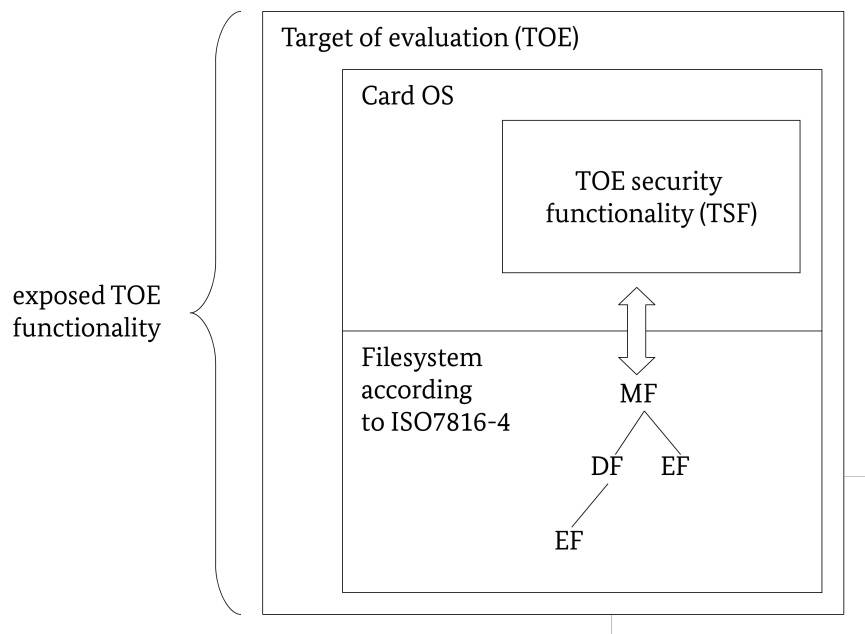 Target of evaluation (TOE)
Card OS
TOE security
functionality (TSF)
exposed TOE
functionality
Filesystem
according
to ISO7816-4
MF
DF EF
EF